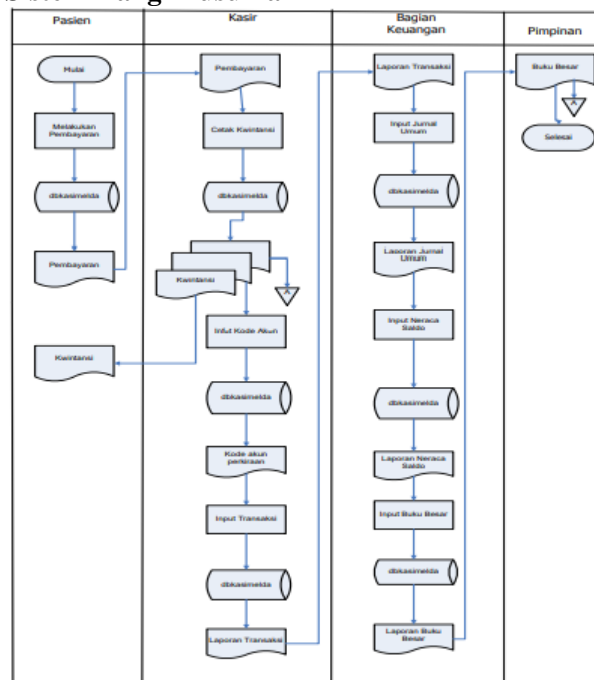 Pasien
Kasir
Bagian
Keuangan
Pimpinan
Mulai
Melakukan
Pembayaran
dbkasimelda
Pembayaran
Kwintansi
Pembayaran
Cetak Kwintansi
dbkasimelda
Kwintansi
A
Infut Kode Akun
dbkasimelda
Kode akun
perkiraan
Input Transaksi
dbkasimelda
Laporan Transaksi
Laporan Transaksi
Input Jurnal
Umum
dbkasimelda
Laporan Jurnal
Umum
Input Neraca
Saldo
dbkasimelda
Laporan Neraca
Saldo
Input Buku Besar
dbkasimelda
Laporan Buku
Besar
Buku Besar
A
Selesai